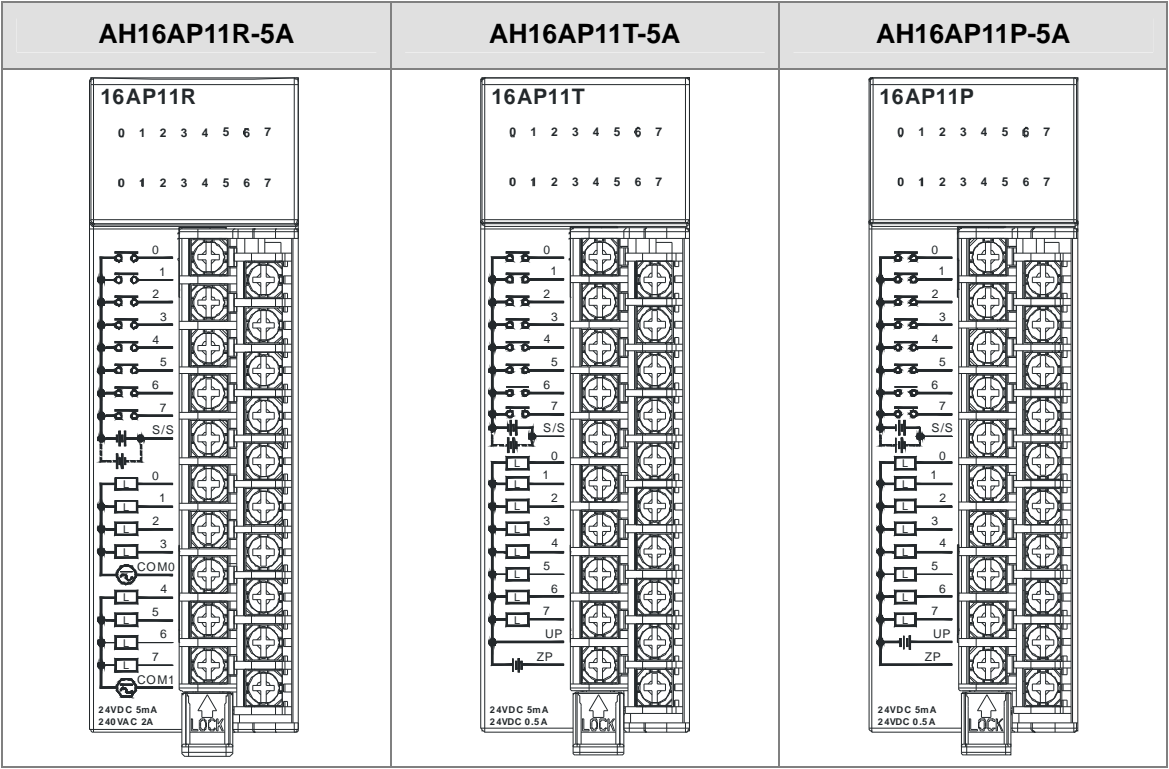 AH16AP11R-5A
AH16AP11T-5A
AH16AP11P-5A
16AP11R
0 1 2 3 4 5 6 7
0 1 2 3 4 5 6 7
0
1
2
3
4
5
6
7
S/S
L 0
L 1
L 2
L 3
COM0
L 4
L 5
L 6
L 7
COM1
24VDC 5mA
240VAC 2A
LOCK
16AP11T
0 1 2 3 4 5 6 7
0 1 2 3 4 5 6 7
0
1
2
3
4
5
6
7
S/S
L 0
L 1
L 2
L 3
L 4
L 5
L 6
L 7
UP
ZP
24VDC 5mA
24VDC 0.5A
LOCK
16AP11P
0 1 2 3 4 5 6 7
0 1 2 3 4 5 6 7
0
1
2
3
4
5
6
7
S/S
L 0
L 1
L 2
L 3
L 4
L 5
L 6
L 7
UP
ZP
24VDC 5mA
24VDC 0.5A
LOCK